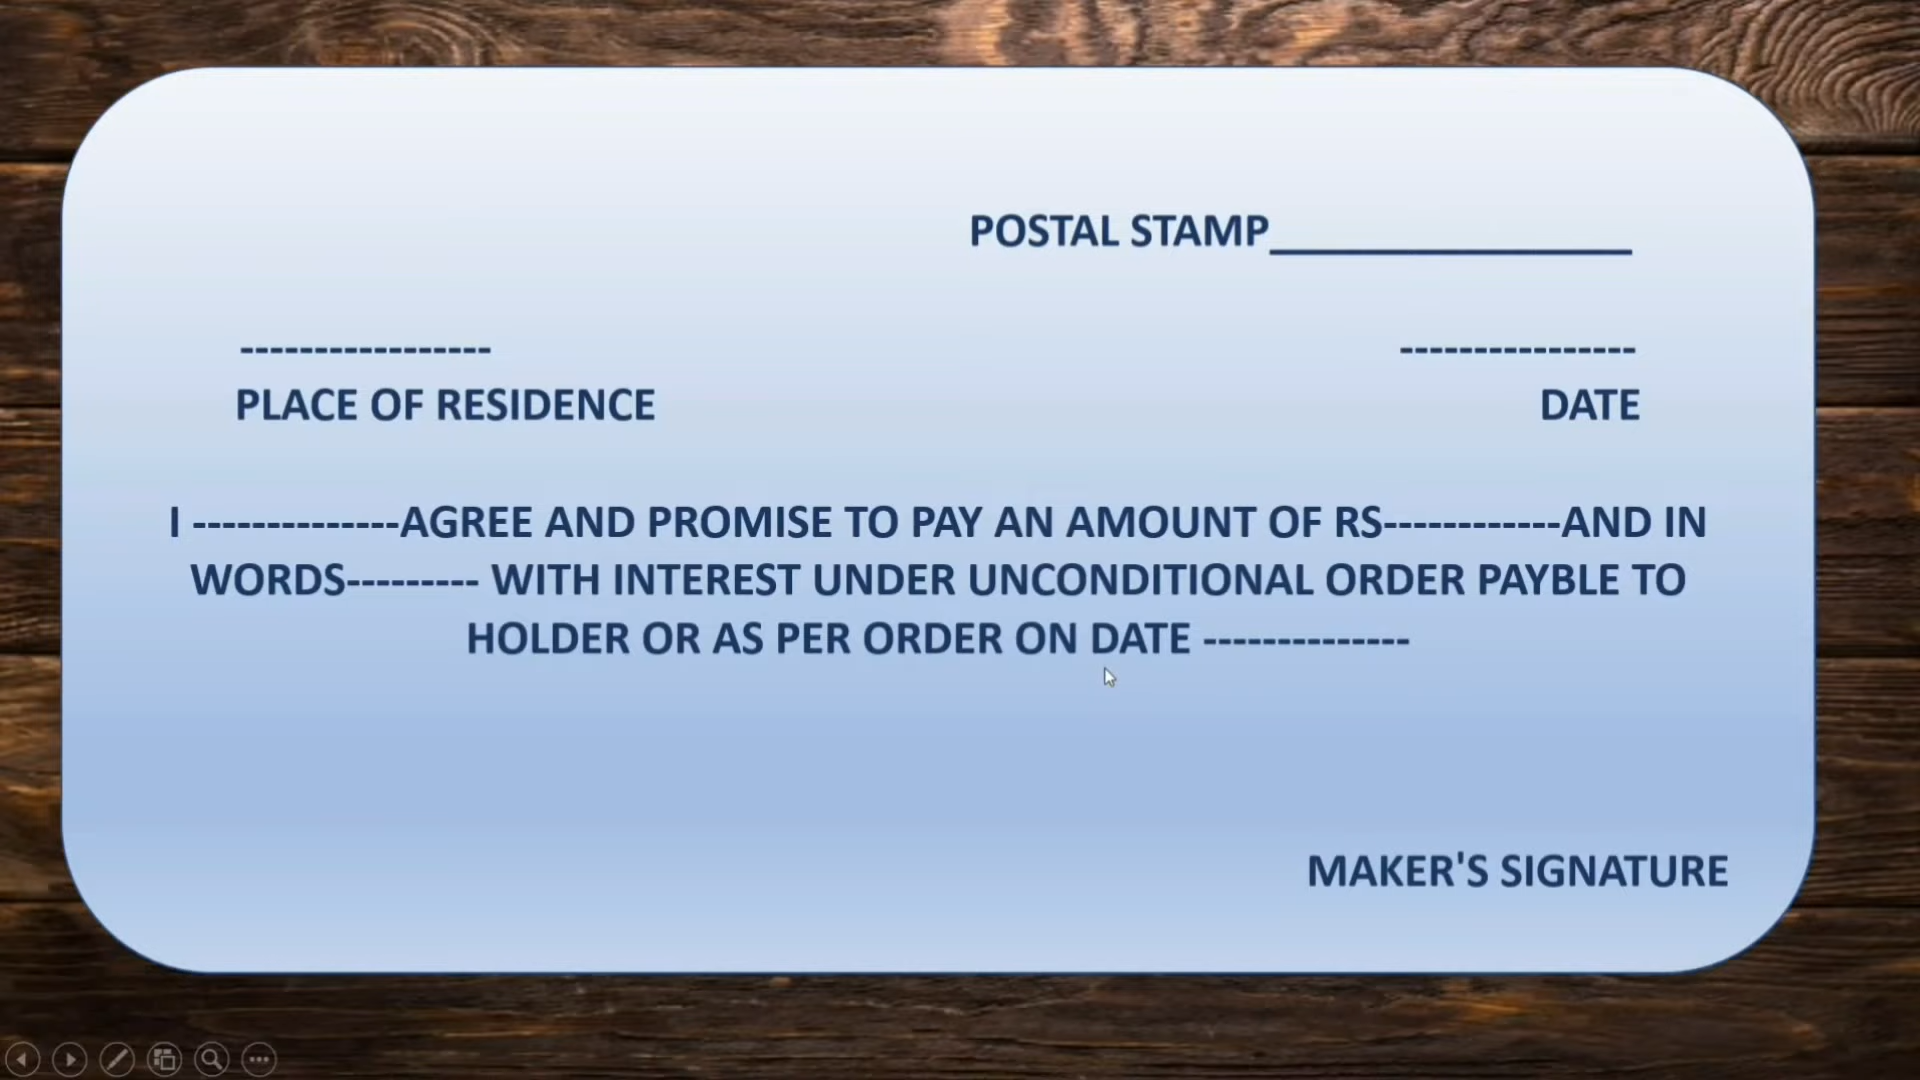 POSTAL STAMP_______________
----------------- ----------------
PLACE OF RESIDENCE DATE
I --------------AGREE AND PROMISE TO PAY AN AMOUNT OF RS------------AND IN
WORDS--------- WITH INTEREST UNDER UNCONDITIONAL ORDER PAYBLE TO
HOLDER OR AS PER ORDER ON DATE --------------
MAKER'S SIGNATURE